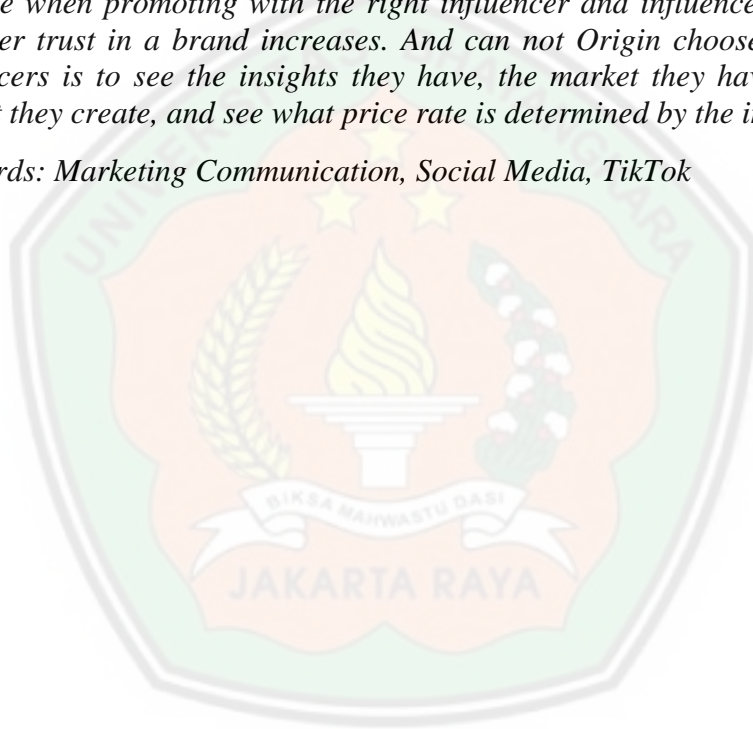 e when promoting with the right influencer and influence
er trust in a brand increases. And can not Origin choose
cers is to see the insights they have, the market they hav
t they create, and see what price rate is determined by the i
rds: Marketing Communication, Social Media, TikTok
BIKSA MAHWASTU DASI
JAKARTA RAYA